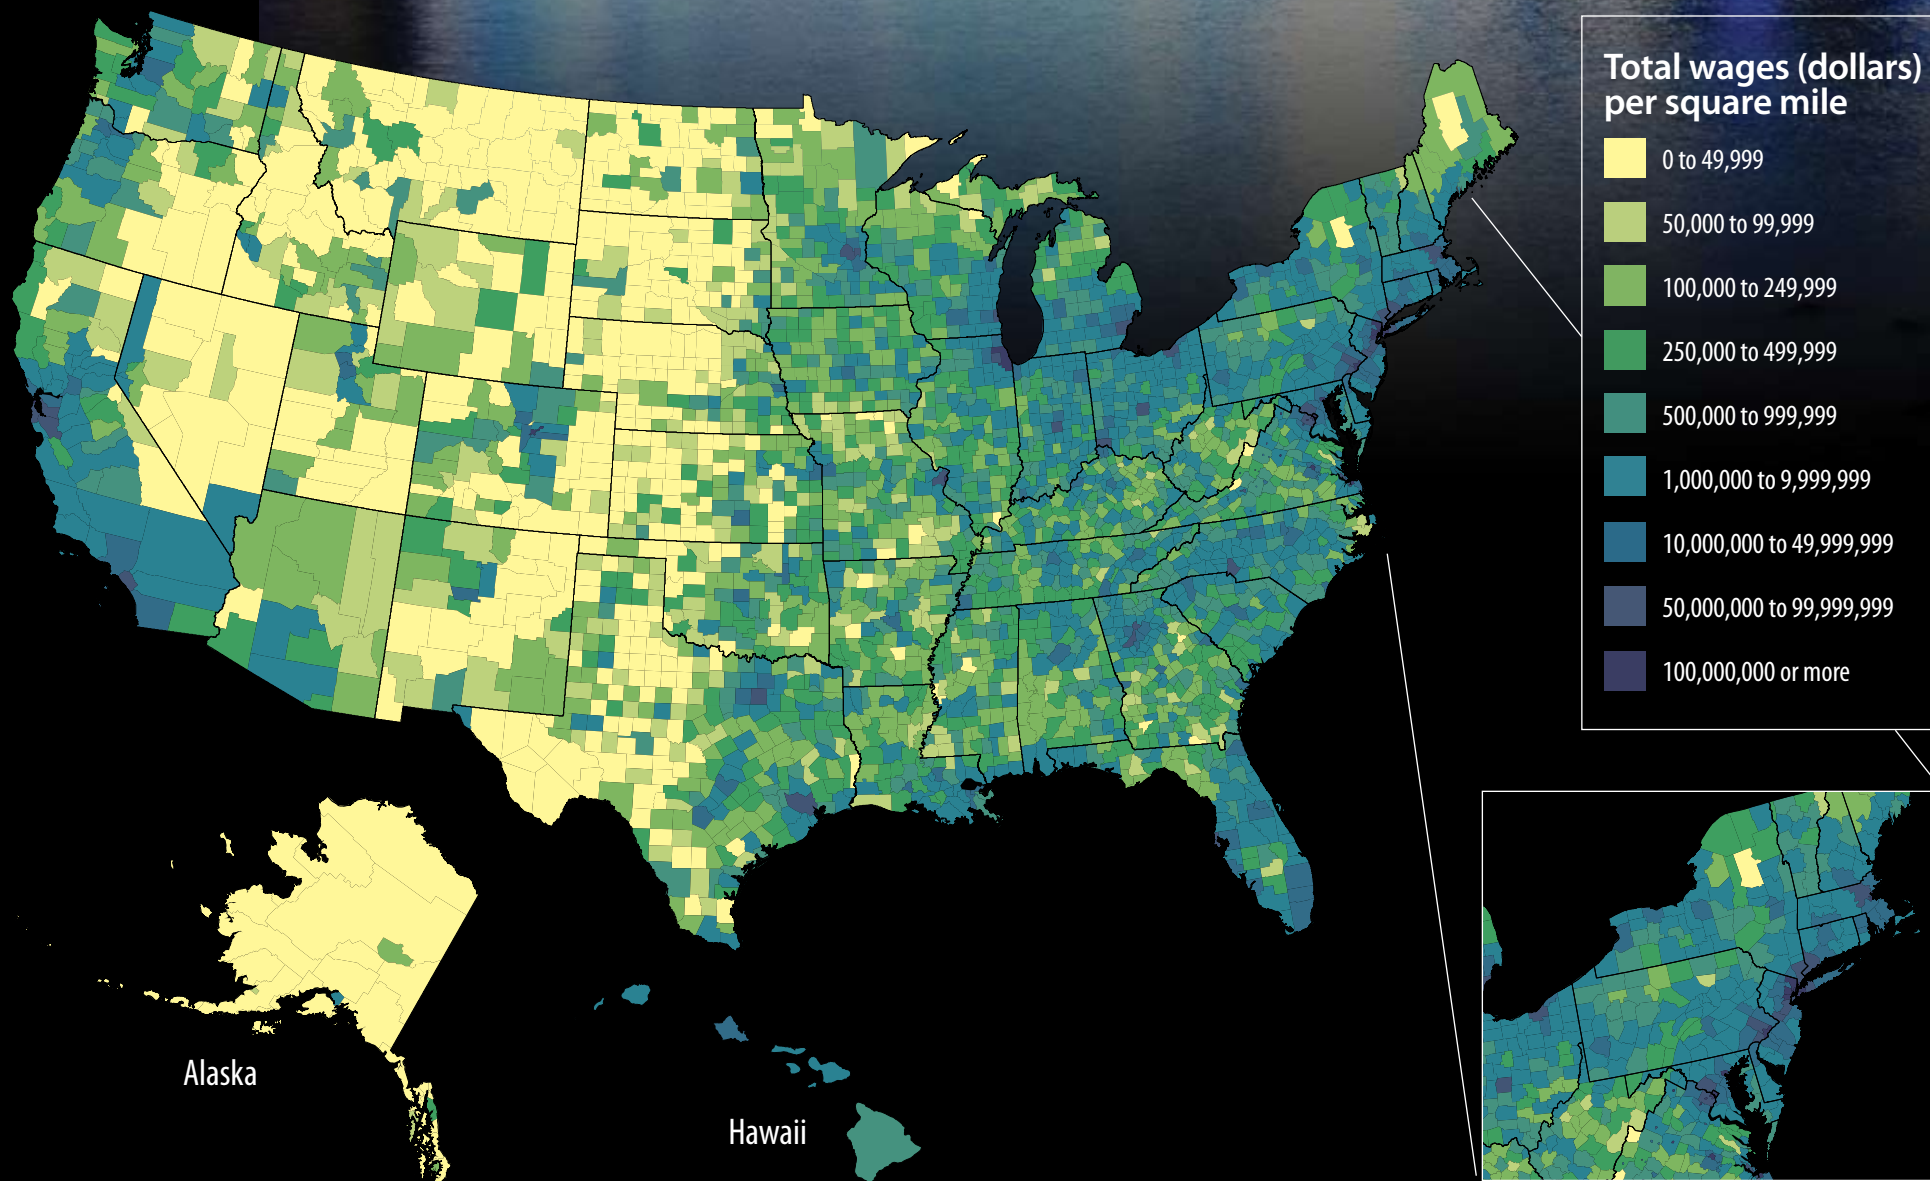 Total wages (dollars)
per square mile
0 to 49,999
50,000 to 99,999
100,000 to 249,999
250,000 to 499,999
500,000 to 999,999
1,000,000 to 9,999,999
10,000,000 to 49,999,999
50,000,000 to 99,999,999
100,000,000 or more
Alaska
Hawaii